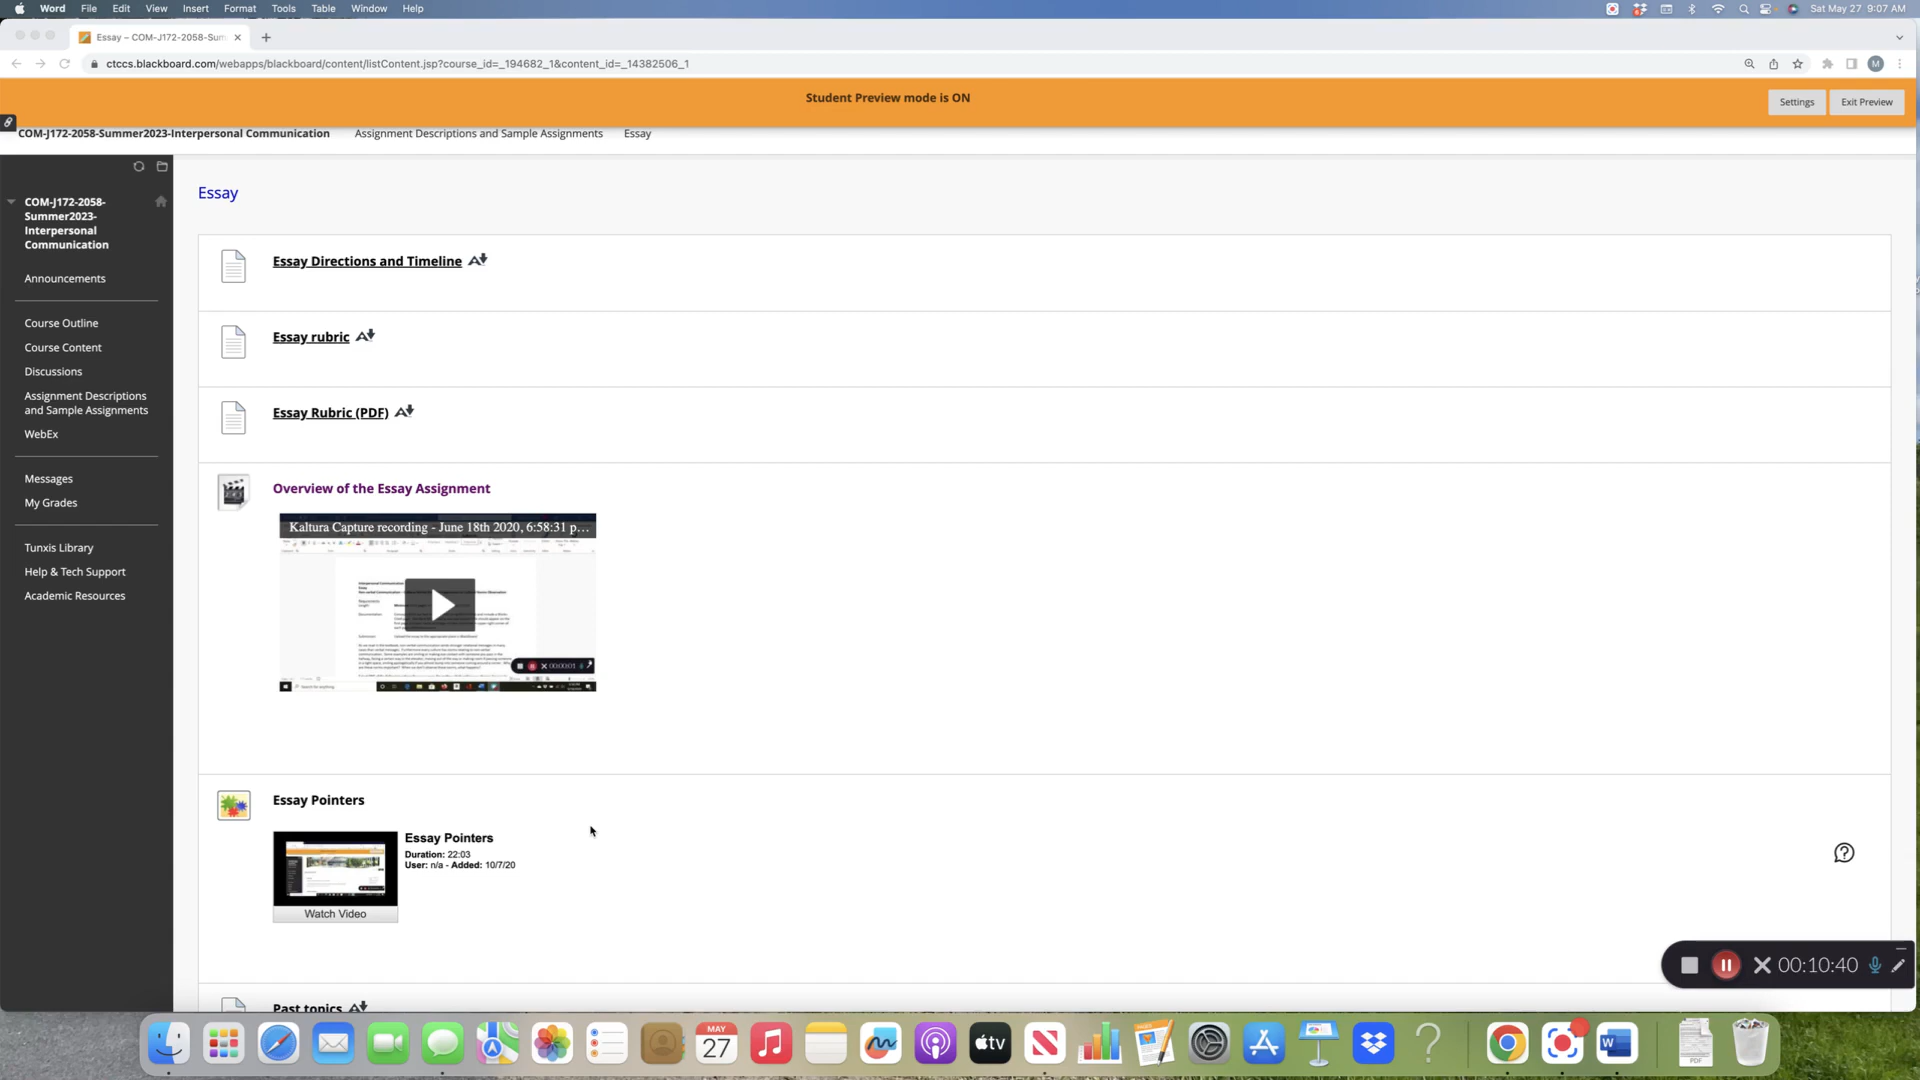 Word File Edit View Insert Format Tools Table Window Help
Sat May 27 9:07 AM
Essay – COM-J172-2058-Sum
ctccs.blackboard.com/webapps/blackboard/content/listContent.jsp?course_id=_194682_1&content_id=_14382506_1
M
Student Preview mode is ON
Settings
Exit Preview
COM-J172-2058-Summer2023-Interpersonal Communication
Assignment Descriptions and Sample Assignments
Essay
COM-J172-2058-
Summer2023-
Interpersonal
Communication
Announcements
Course Outline
Course Content
Discussions
Assignment Descriptions
and Sample Assignments
WebEx
Messages
My Grades
Tunxis Library
Help & Tech Support
Academic Resources
Essay
Essay Directions and Timeline
Essay rubric
Essay Rubric (PDF)
Overview of the Essay Assignment
Kaltura Capture recording - June 18th 2020, 6:58:31 p...
00:00:01
Essay Pointers
Essay Pointers
Duration: 22:03
User: n/a - Added: 10/7/20
Watch Video
Past topics
00:10:40
MAY
27
tv
PDF